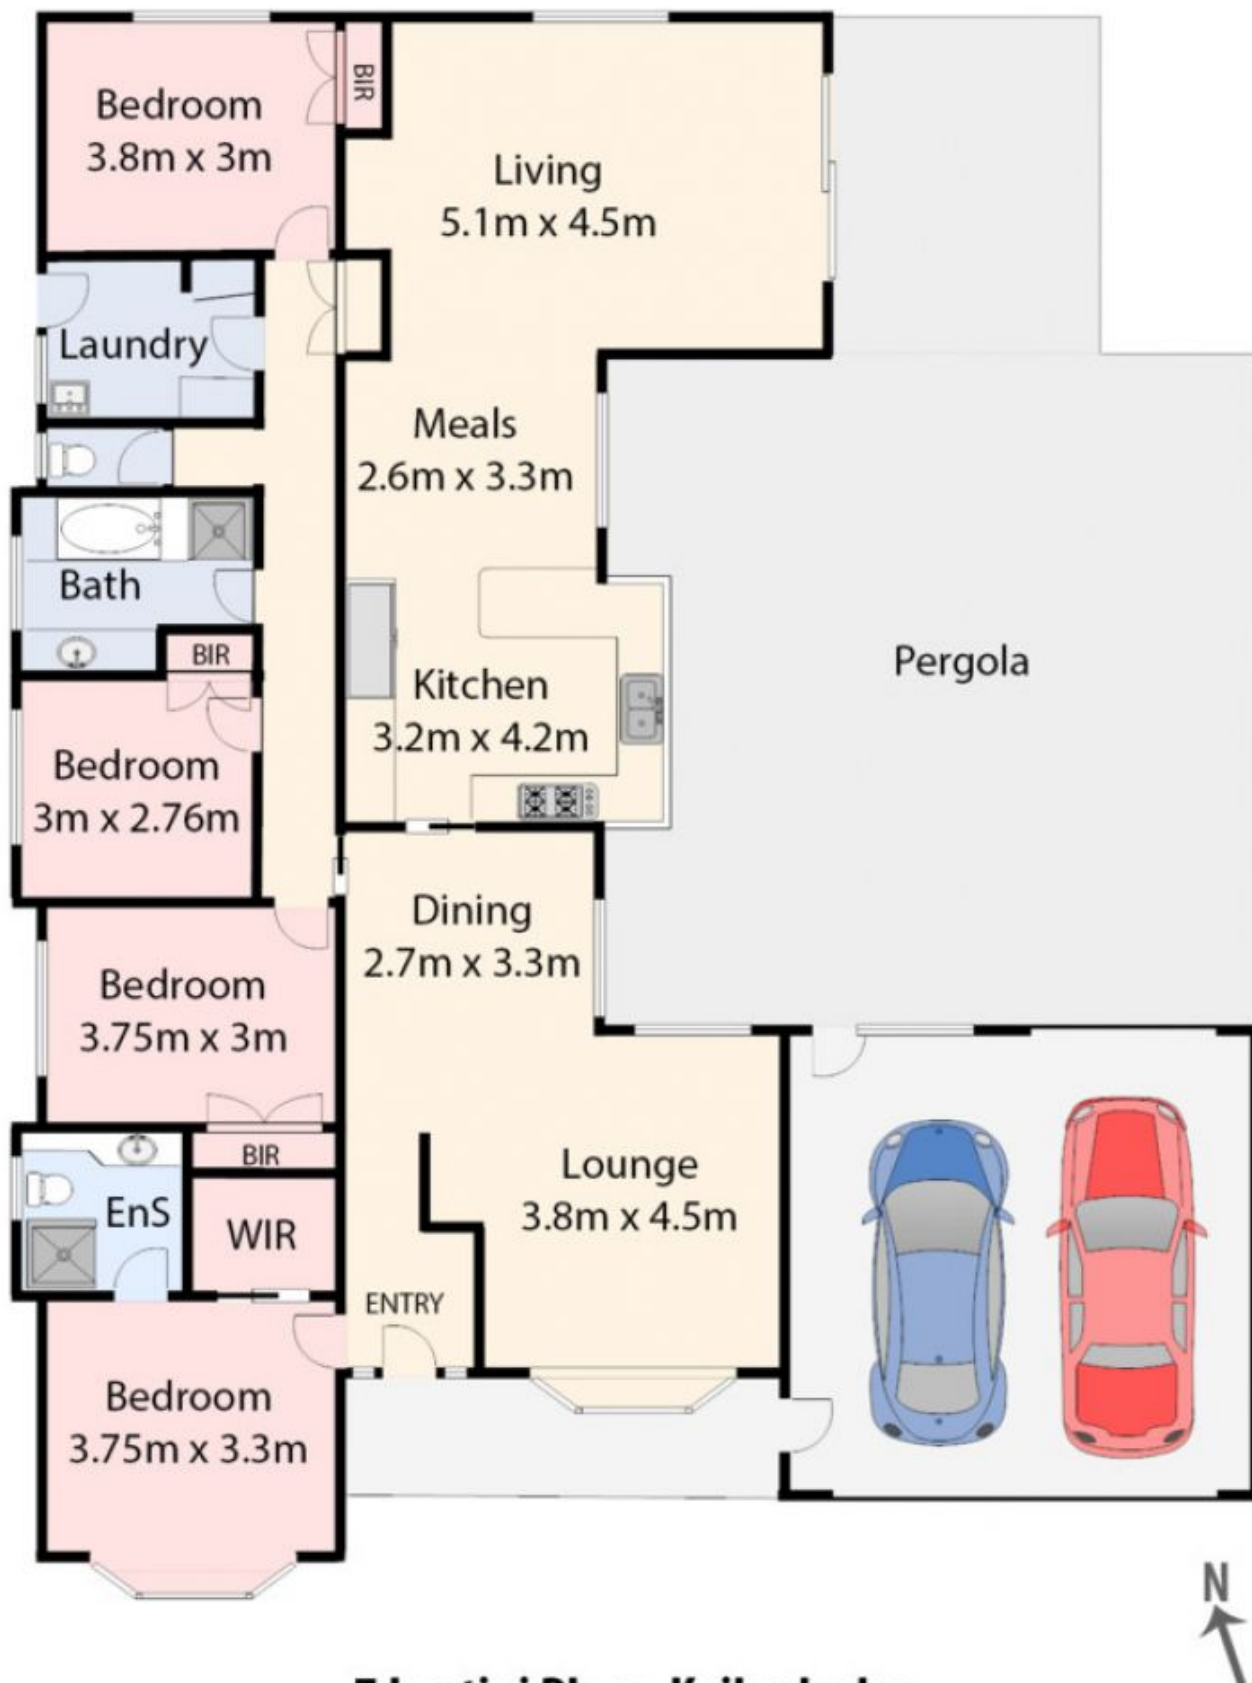 Bedroom
3.8m x 3m
BIR
Living
5.1m x 4.5m
Laundry
Meals
2.6m x 3.3m
Bath
BIR
Kitchen
3.2m x 4.2m
Pergola
Bedroom
3m x 2.76m
Dining
2.7m x 3.3m
Bedroom
3.75m x 3m
BIR
EnS
WIR
Lounge
3.8m x 4.5m
ENTRY
Bedroom
3.75m x 3.3m
N